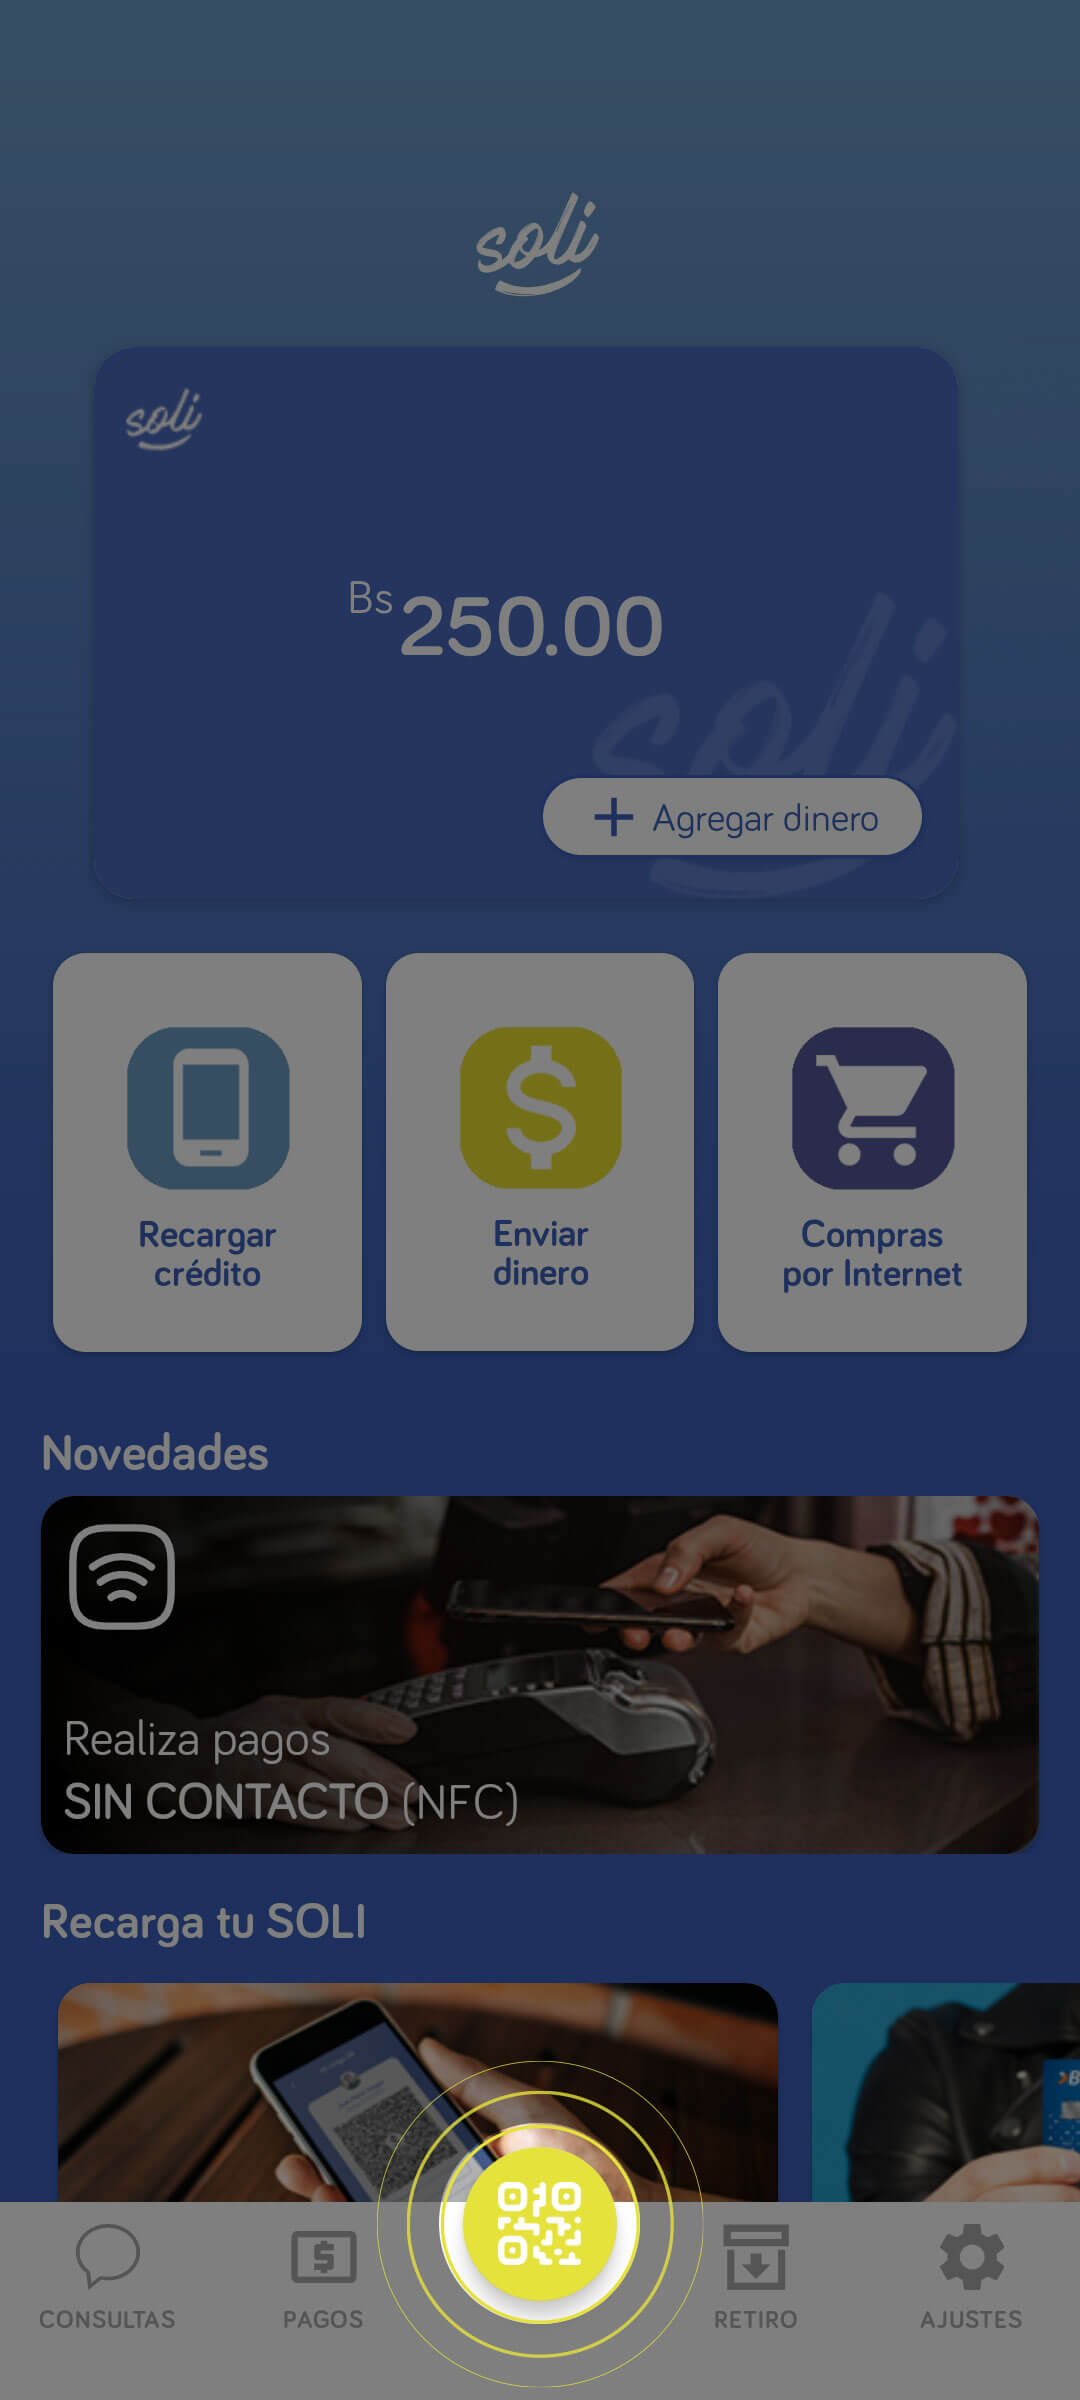 soli
soli
Bs 250.00
soli
+ Agregar dinero
Recargar
crédito
Enviar
dinero
Compras
por Internet
Novedades
Realiza pagos
SIN CONTACTO (NFC)
Recarga tu SOLI
CONSULTAS
PAGOS
RETIRO
AJUSTES